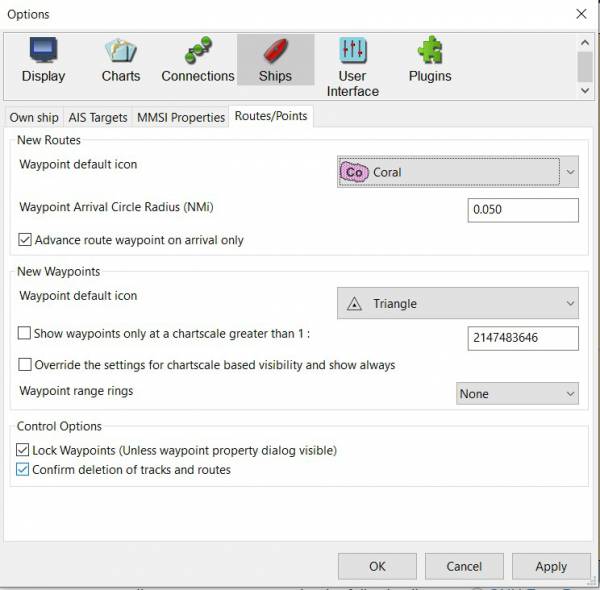 Options
Display
Charts
Connections
Ships
User
Interface
Plugins
Own ship
AIS Targets
MMSI Properties
Routes/Points
New Routes
Waypoint default icon
Co Coral
Waypoint Arrival Circle Radius (NMi)
0.050
Advance route waypoint on arrival only
New Waypoints
Waypoint default icon
Triangle
Show waypoints only at a chartscale greater than 1 :
2147483646
Override the settings for chartscale based visibility and show always
Waypoint range rings
None
Control Options
Lock Waypoints (Unless waypoint property dialog visible)
Confirm deletion of tracks and routes
OK
Cancel
Apply